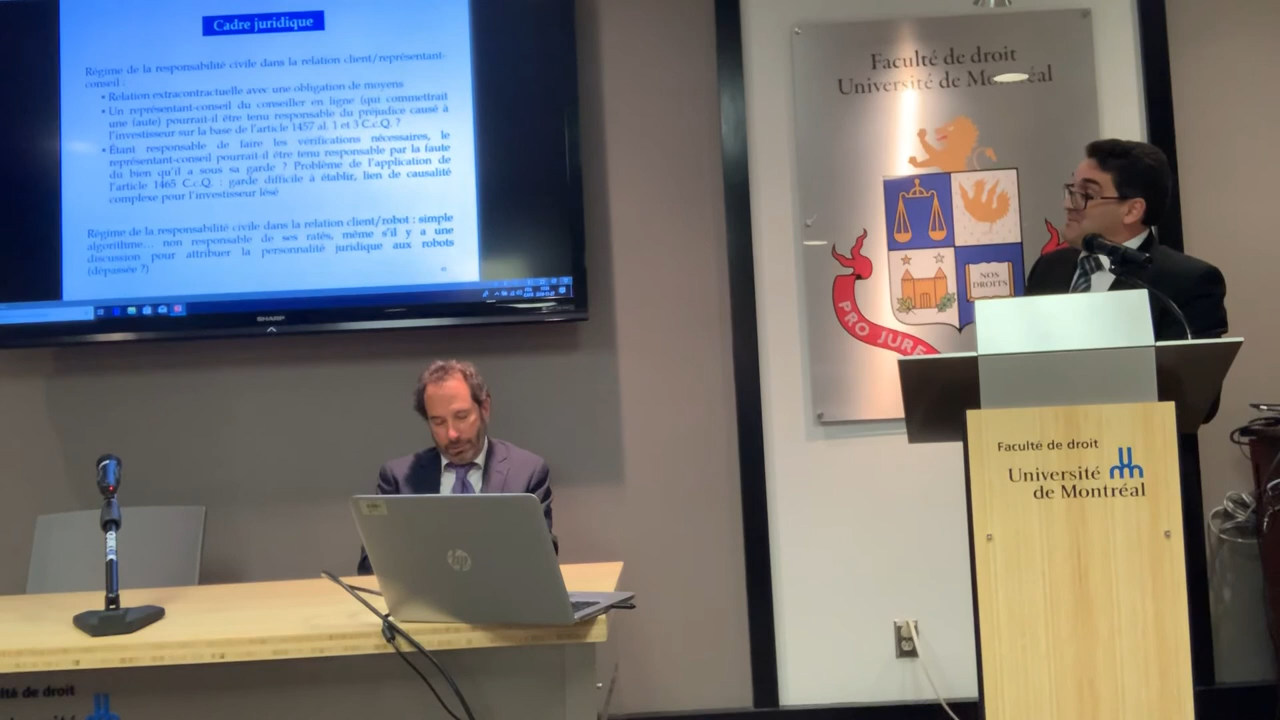 Cadre juridique
Régime de la responsabilité civile dans la relation client/représentant-
conseil :
• Relation extracontractuelle avec une obligation de moyens
• Un représentant-conseil du conseiller en ligne (qui commettrait
une faute) pourrait-il être tenu responsable du préjudice causé à
l'investisseur sur la base de l'article 1457 al. 1 et 3 C.c.Q. ?
• Étant responsable de faire les vérifications nécessaires, le
représentant-conseil pourrait-il être tenu responsable par la faute
du bien qu'il a sous sa garde ? Problème de l'application de
l'article 1465 C.c.Q. : garde difficile à établir, lien de causalité
complexe pour l'investisseur lésé
Régime de la responsabilité civile dans la relation client/robot : simple
algorithme... non responsable de ses ratés, même s'il y a une
discussion pour attribuer la personnalité juridique aux robots
(dépassée ?)
SHARP
Faculté de droit
Université de Montréal
NOS
DROITS
PRO JURE
hp
Faculté de droit
Université
de Montréal
lté de droit